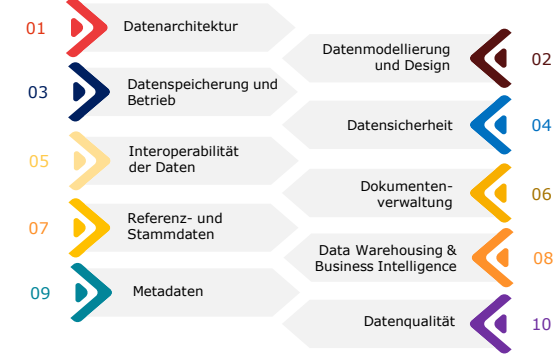 01
Datenarchitektur
Datenmodellierung
und Design
02
03
Datenspeicherung und
Betrieb
Datensicherheit
04
05
Interoperabilität
der Daten
Dokumenten-
verwaltung
06
07
Referenz- und
Stammdaten
Data Warehousing &
Business Intelligence
08
09
Metadaten
Datenqualität
10